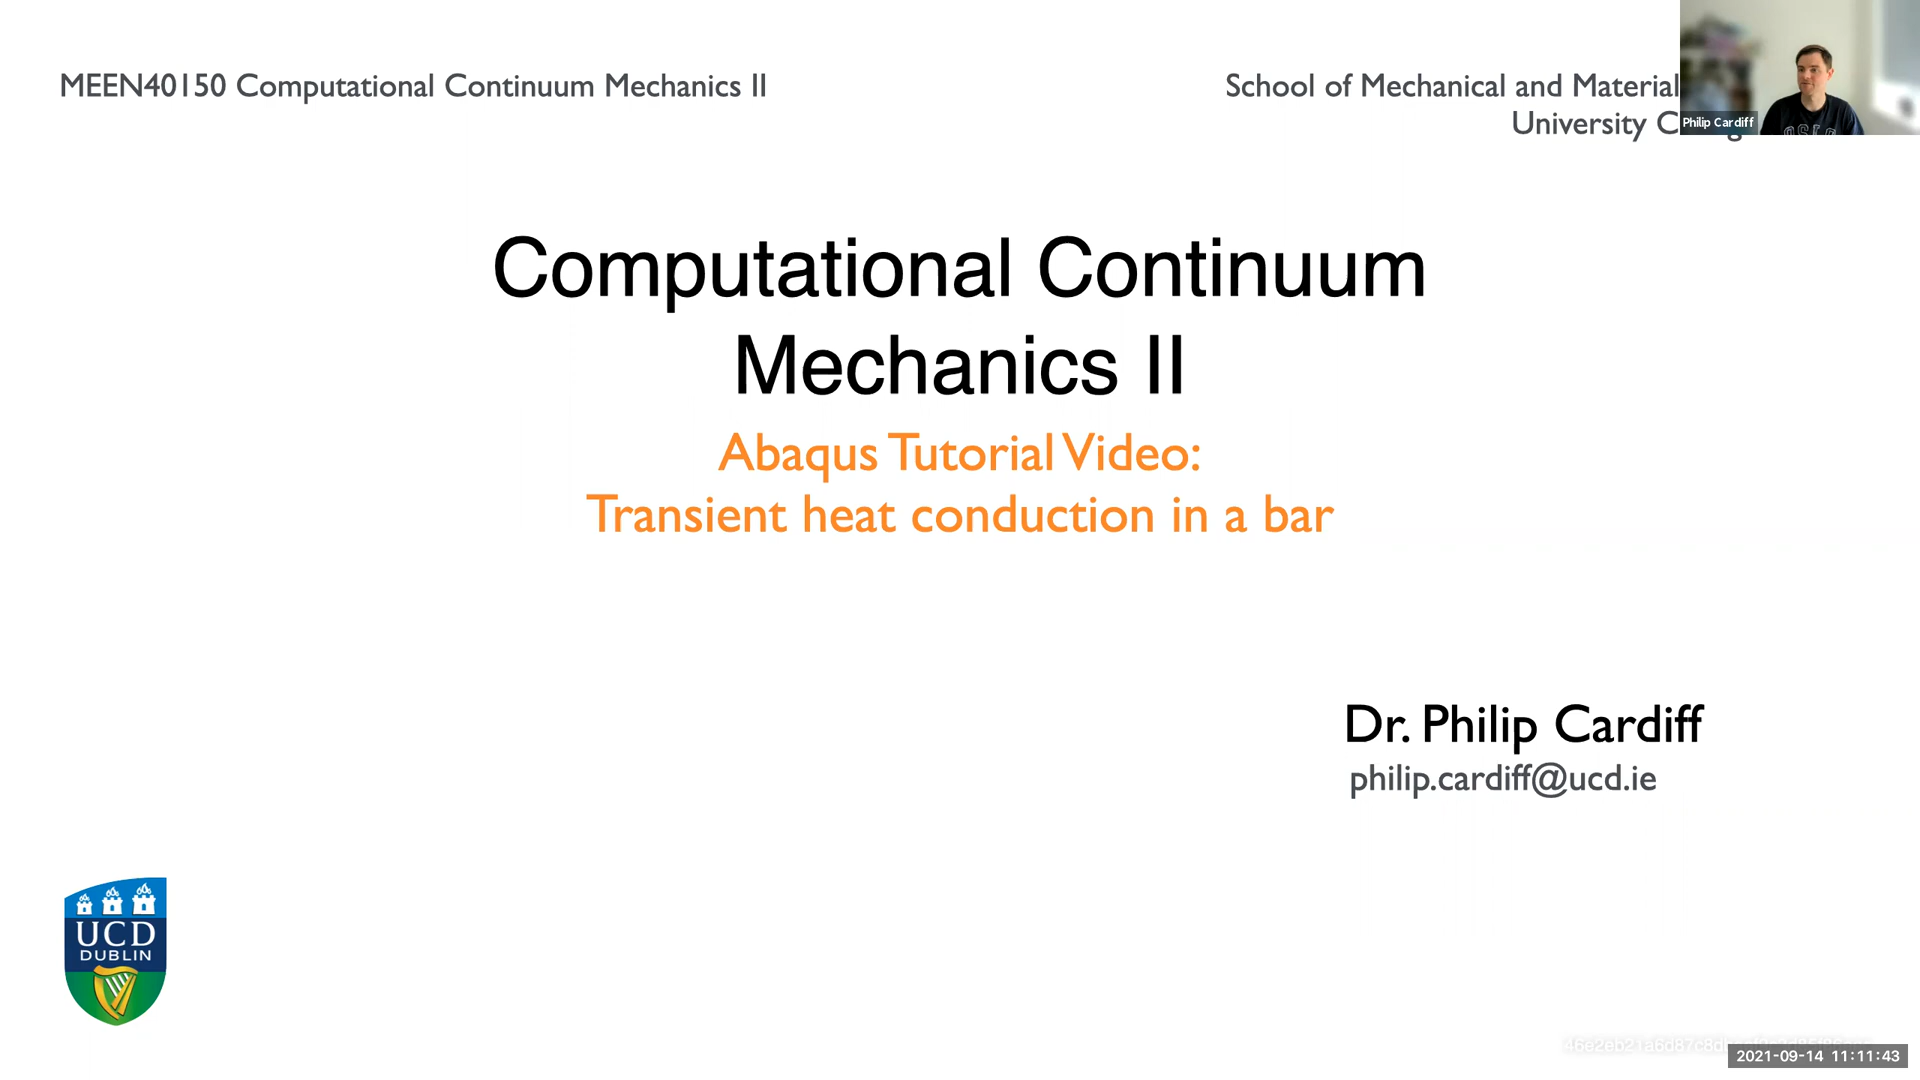 MEEN40150 Computational Continuum Mechanics II
School of Mechanical and Material
University
Philip Cardiff
Computational Continuum
Mechanics II
Abaqus Tutorial Video:
Transient heat conduction in a bar
Dr. Philip Cardiff
philip.cardiff@ucd.ie
UCD
DUBLIN
2021-09-14 11:11:43